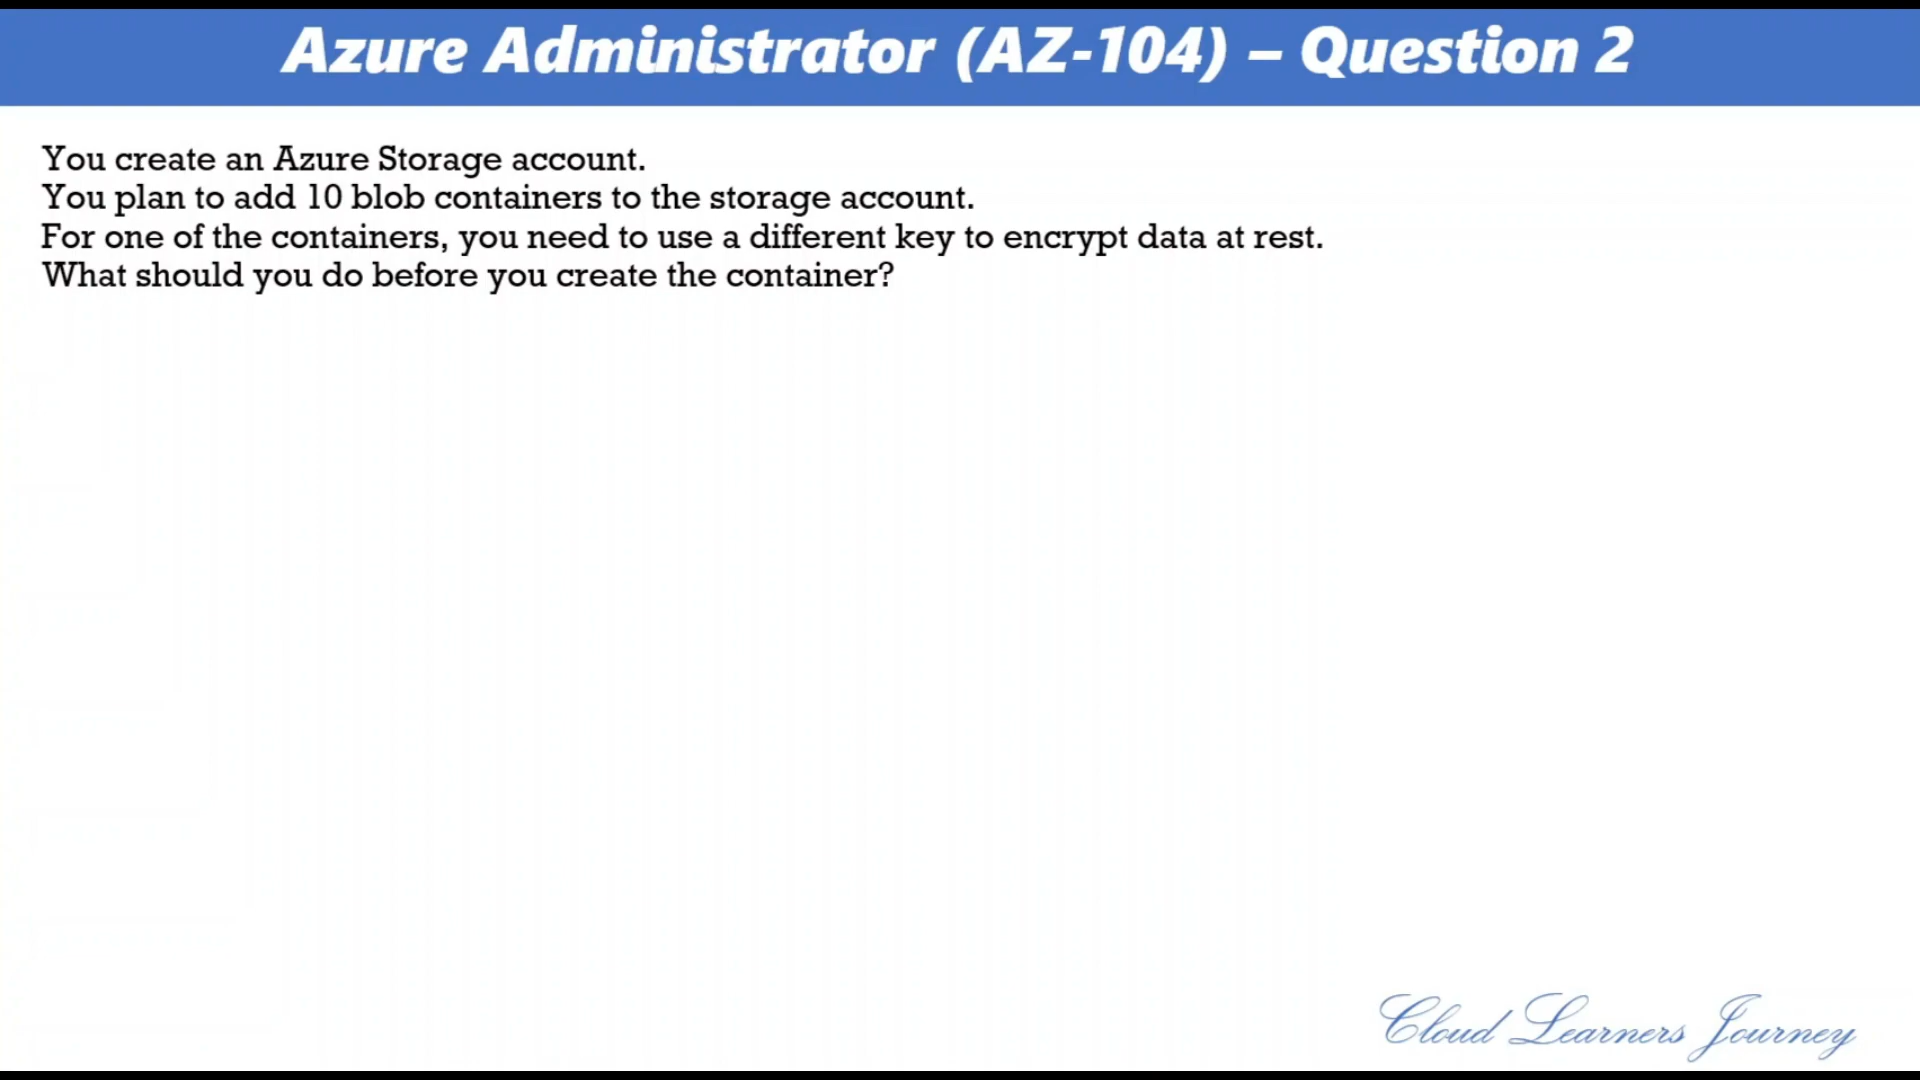 Azure Administrator (AZ-104) – Question 2
You create an Azure Storage account.
You plan to add 10 blob containers to the storage account.
For one of the containers, you need to use a different key to encrypt data at rest.
What should you do before you create the container?
Cloud Learners Journey